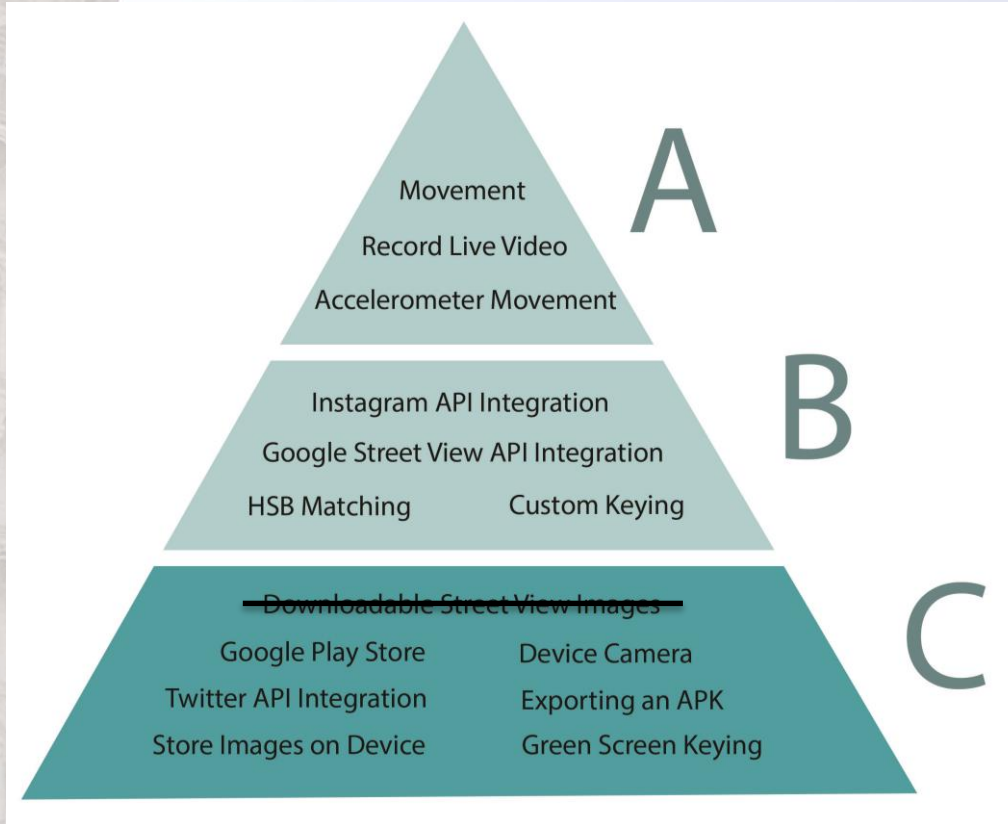 A
Movement
Record Live Video
Accelerometer Movement
B
Instagram API Integration
Google Street View API Integration
HSB Matching Custom Keying
C
Downloadable Street View Images
Google Play Store Device Camera
Twitter API Integration Exporting an APK
Store Images on Device Green Screen Keying